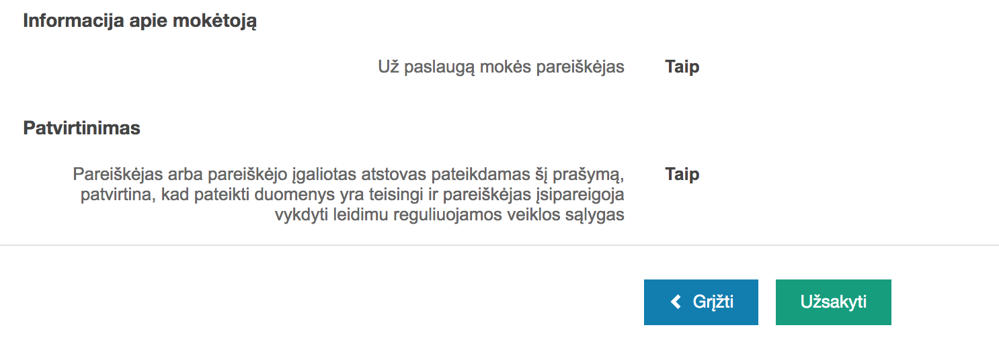 Informacija apie mokėtoją
Už paslaugą mokės pareiškėjas Taip
Patvirtinimas
Pareiškėjas arba pareiškėjo įgaliotas atstovas pateikdamas šį prašymą, Taip
patvirtina, kad pateikti duomenys yra teisingi ir pareiškėjas įsipareigoja
vykdyti leidimu reguliuojamos veiklos sąlygas
Grįžti Užsakyti